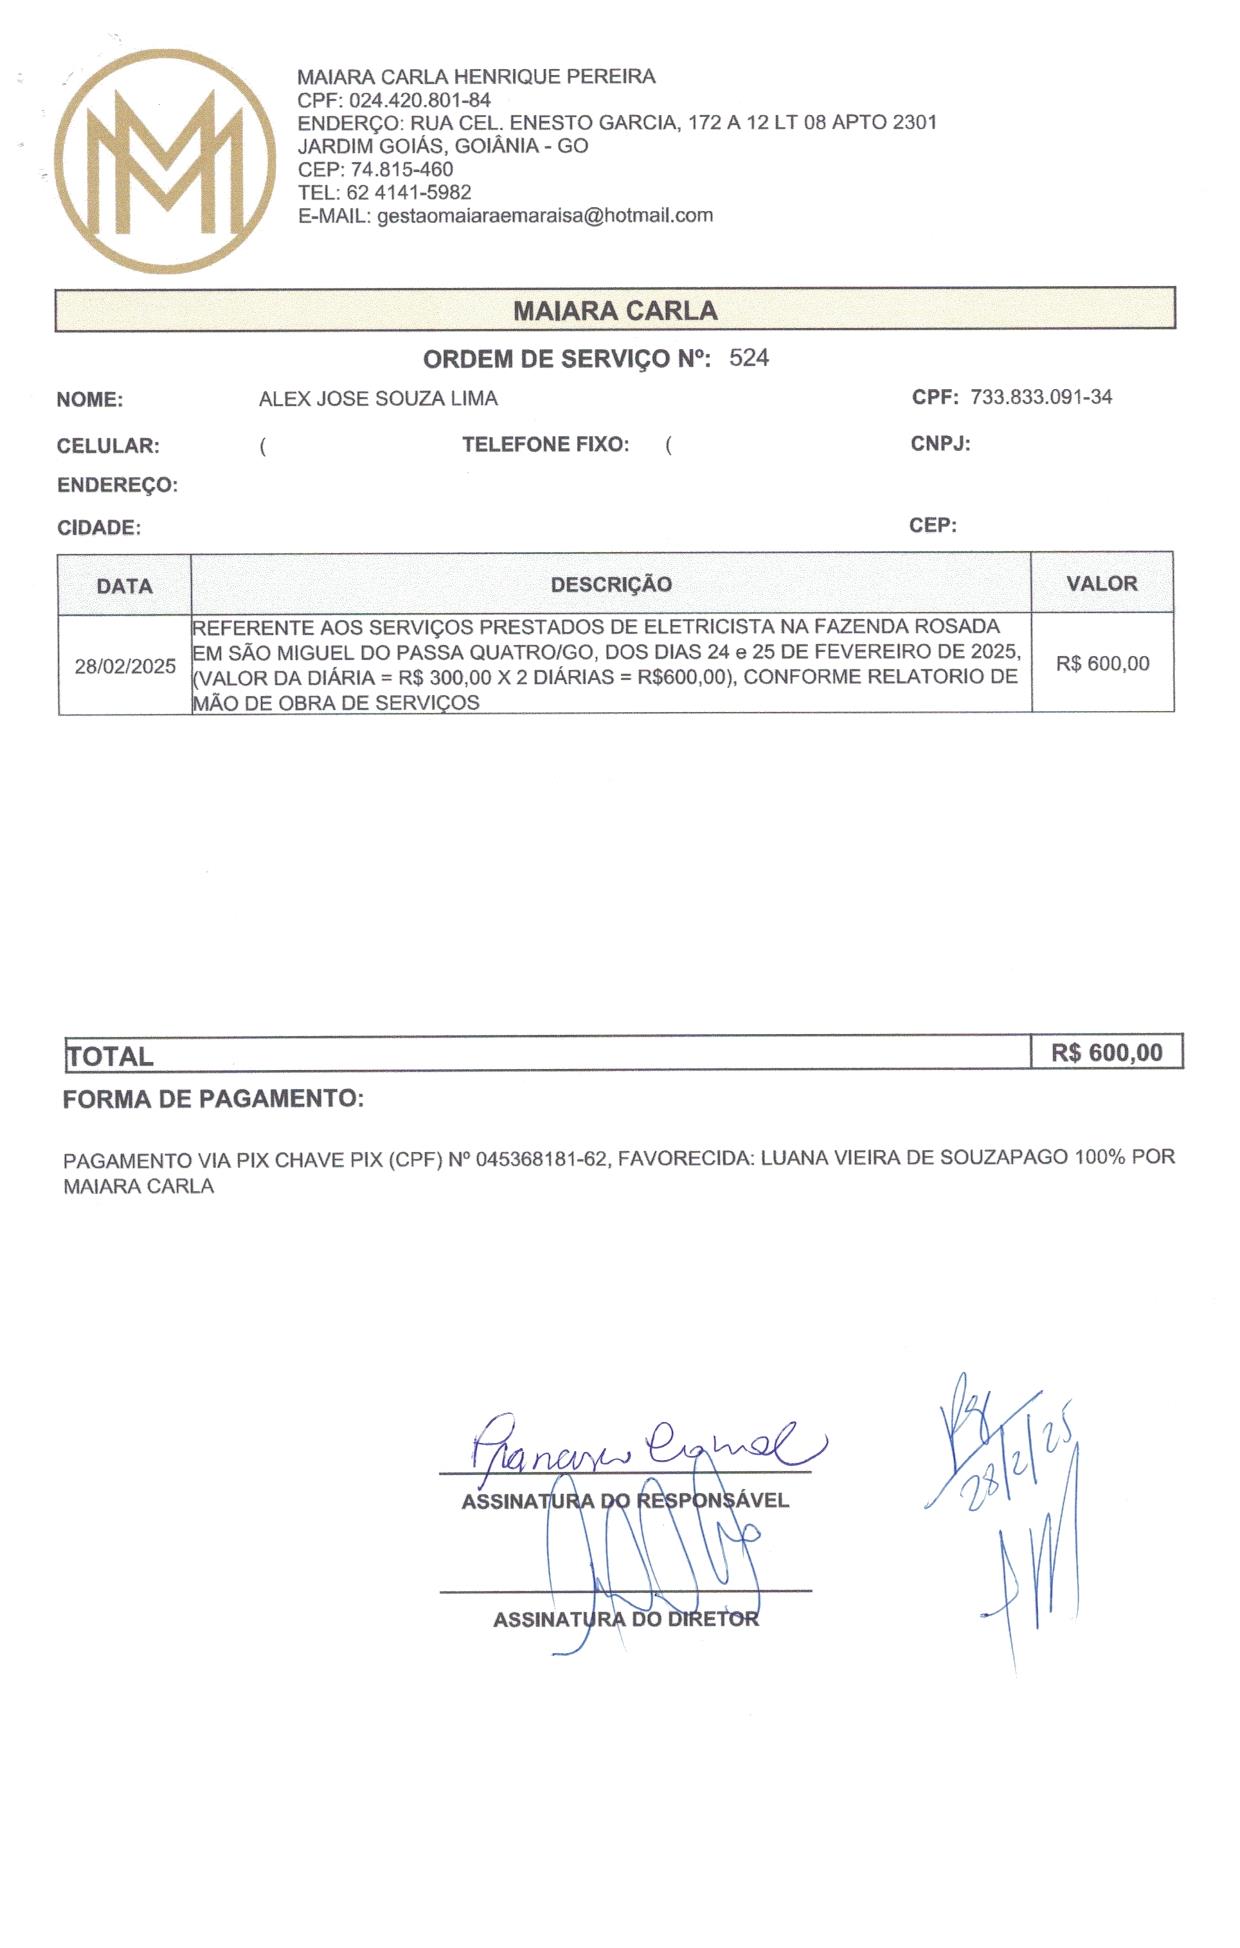 MAIARA CARLA HENRIQUE PEREIRA
CPF: 024.420.801-84
ENDERÇO: RUA CEL. ENESTO GARCIA, 172 A 12 LT 08 APTO 2301
JARDIM GOIÁS, GOIÂNIA - GO
CEP: 74.815-460
TEL: 62 4141-5982
E-MAIL: gestaomaiaraemaraisa@hotmail.com
MAIARA CARLA
ORDEM DE SERVIÇO Nº: 524
NOME: ALEX JOSE SOUZA LIMA CPF: 733.833.091-34
CELULAR: ( TELEFONE FIXO: ( CNPJ:
ENDEREÇO:
CIDADE: CEP:
DATA DESCRIÇÃO VALOR
REFERENTE AOS SERVIÇOS PRESTADOS DE ELETRICISTA NA FAZENDA ROSADA
EM SÃO MIGUEL DO PASSA QUATRO/GO, DOS DIAS 24 e 25 DE FEVEREIRO DE 2025,
28/02/2025 (VALOR DA DIÁRIA = R$ 300,00 X 2 DIÁRIAS = R$600,00), CONFORME RELATORIO DE R$ 600,00
MÃO DE OBRA DE SERVIÇOS
TOTAL R$ 600,00
FORMA DE PAGAMENTO:
PAGAMENTO VIA PIX CHAVE PIX (CPF) Nº 045368181-62, FAVORECIDA: LUANA VIEIRA DE SOUZAPAGO 100% POR
MAIARA CARLA
28/2/25
ASSINATURA DO RESPONSÁVEL
ASSINATURA DO DIRETOR